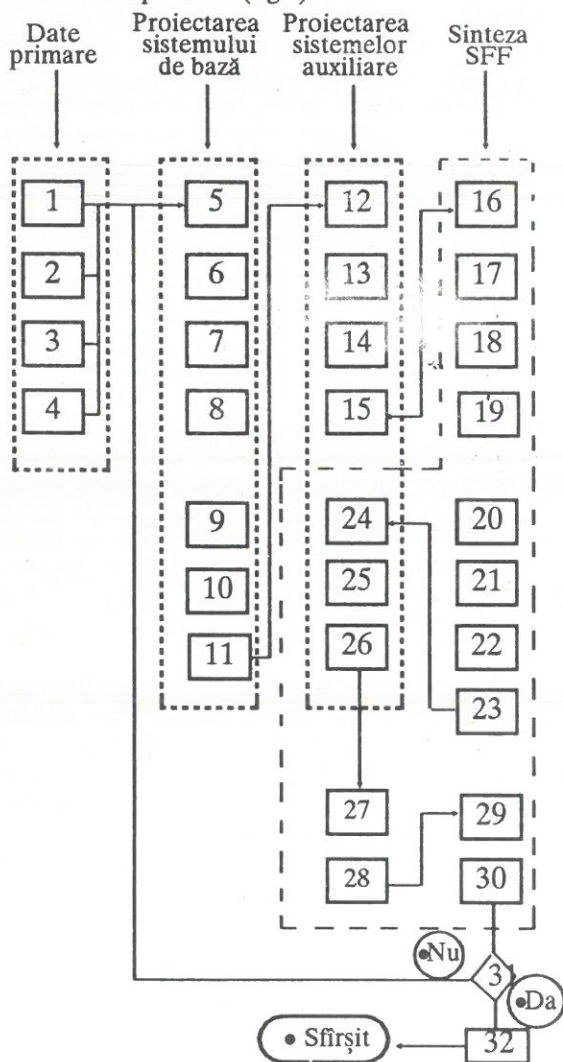 Date
primare
Proiectarea
sistemului
de bază
Proiectarea
sistemelor
auxiliare
Sinteza
SFF
1
2
3
4
5
6
7
8
9
10
11
12
13
14
15
24
25
26
27
28
16
17
18
19
20
21
22
23
29
30
•Nu
31
•Da
32
• Sfîrșit